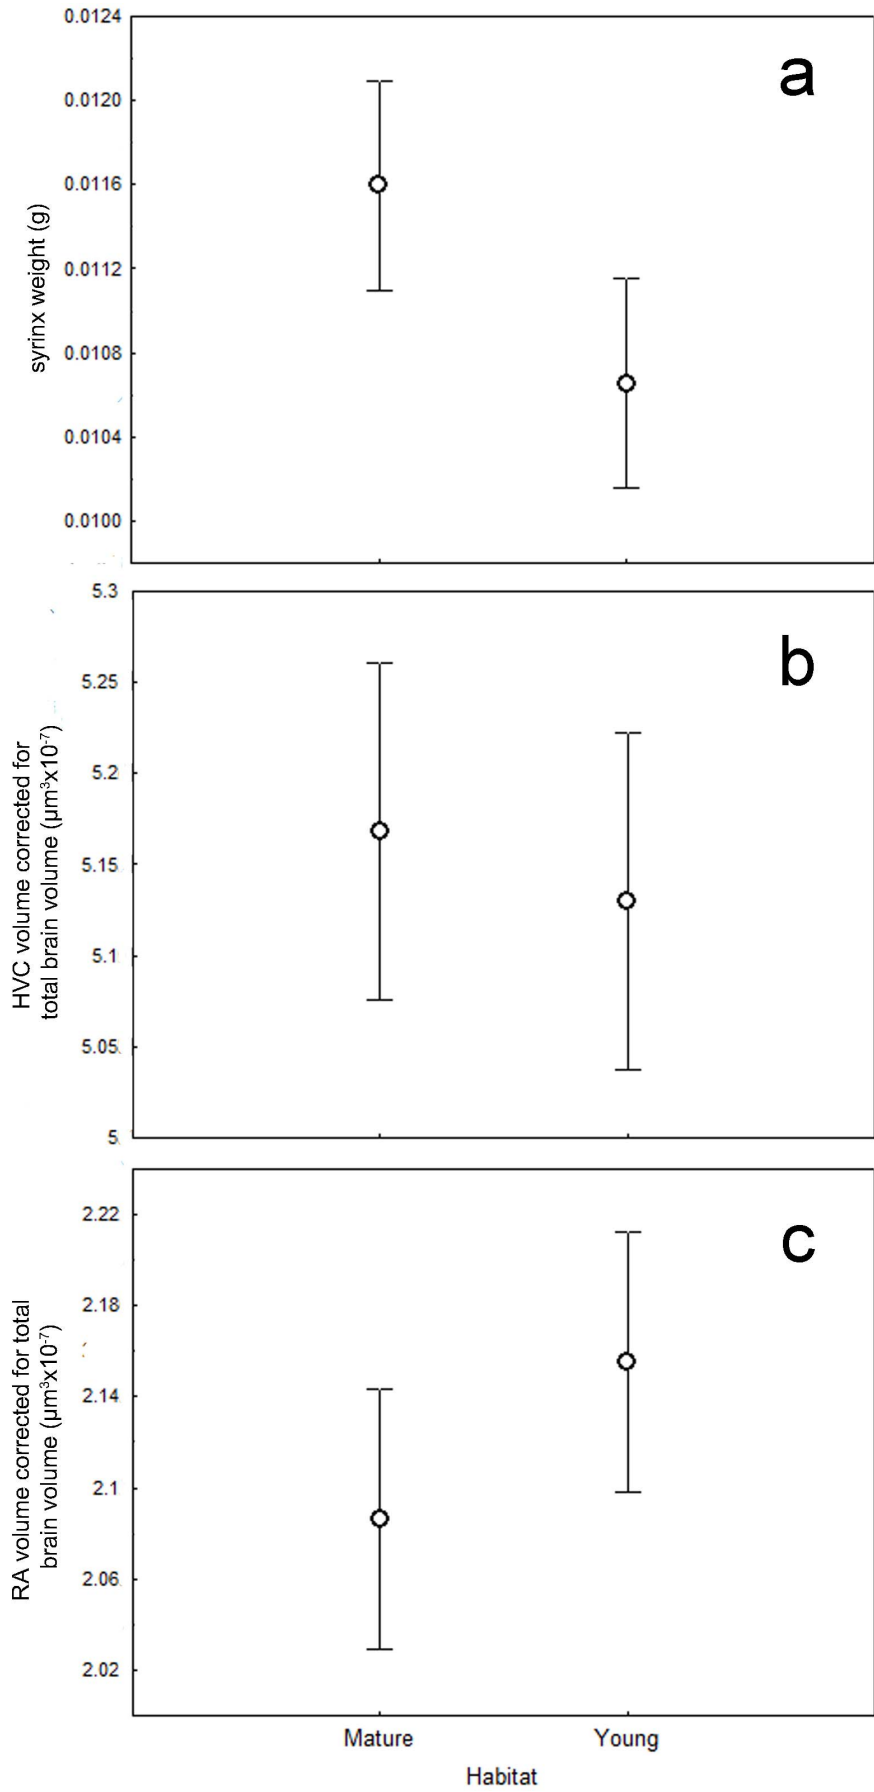 a
syrinx weight (g)
0.0124
0.0120
0.0116
0.0112
0.0108
0.0104
0.0100
b
HVC volume corrected for
total brain volume (µm³x10⁻⁷)
5.3
5.25
5.2
5.15
5.1
5.05
5
c
RA volume corrected for total
brain volume (µm³x10⁻⁷)
2.22
2.18
2.14
2.1
2.06
2.02
Mature Young
Habitat